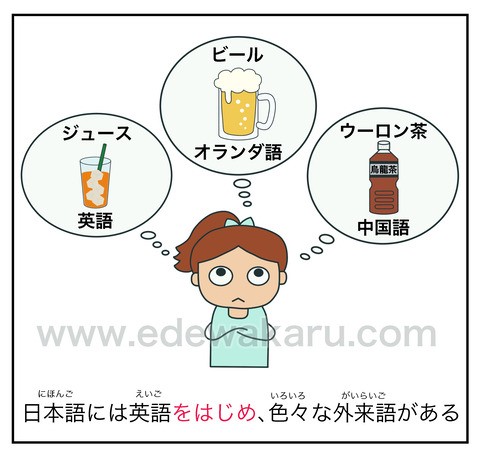 ビール
オランダ語
ジュース
英語
ウーロン茶
烏龍茶
中国語
www.edewakaru.com
にほんご えいご いろいろ がいらいご
日本語には英語をはじめ、色々な外来語がある